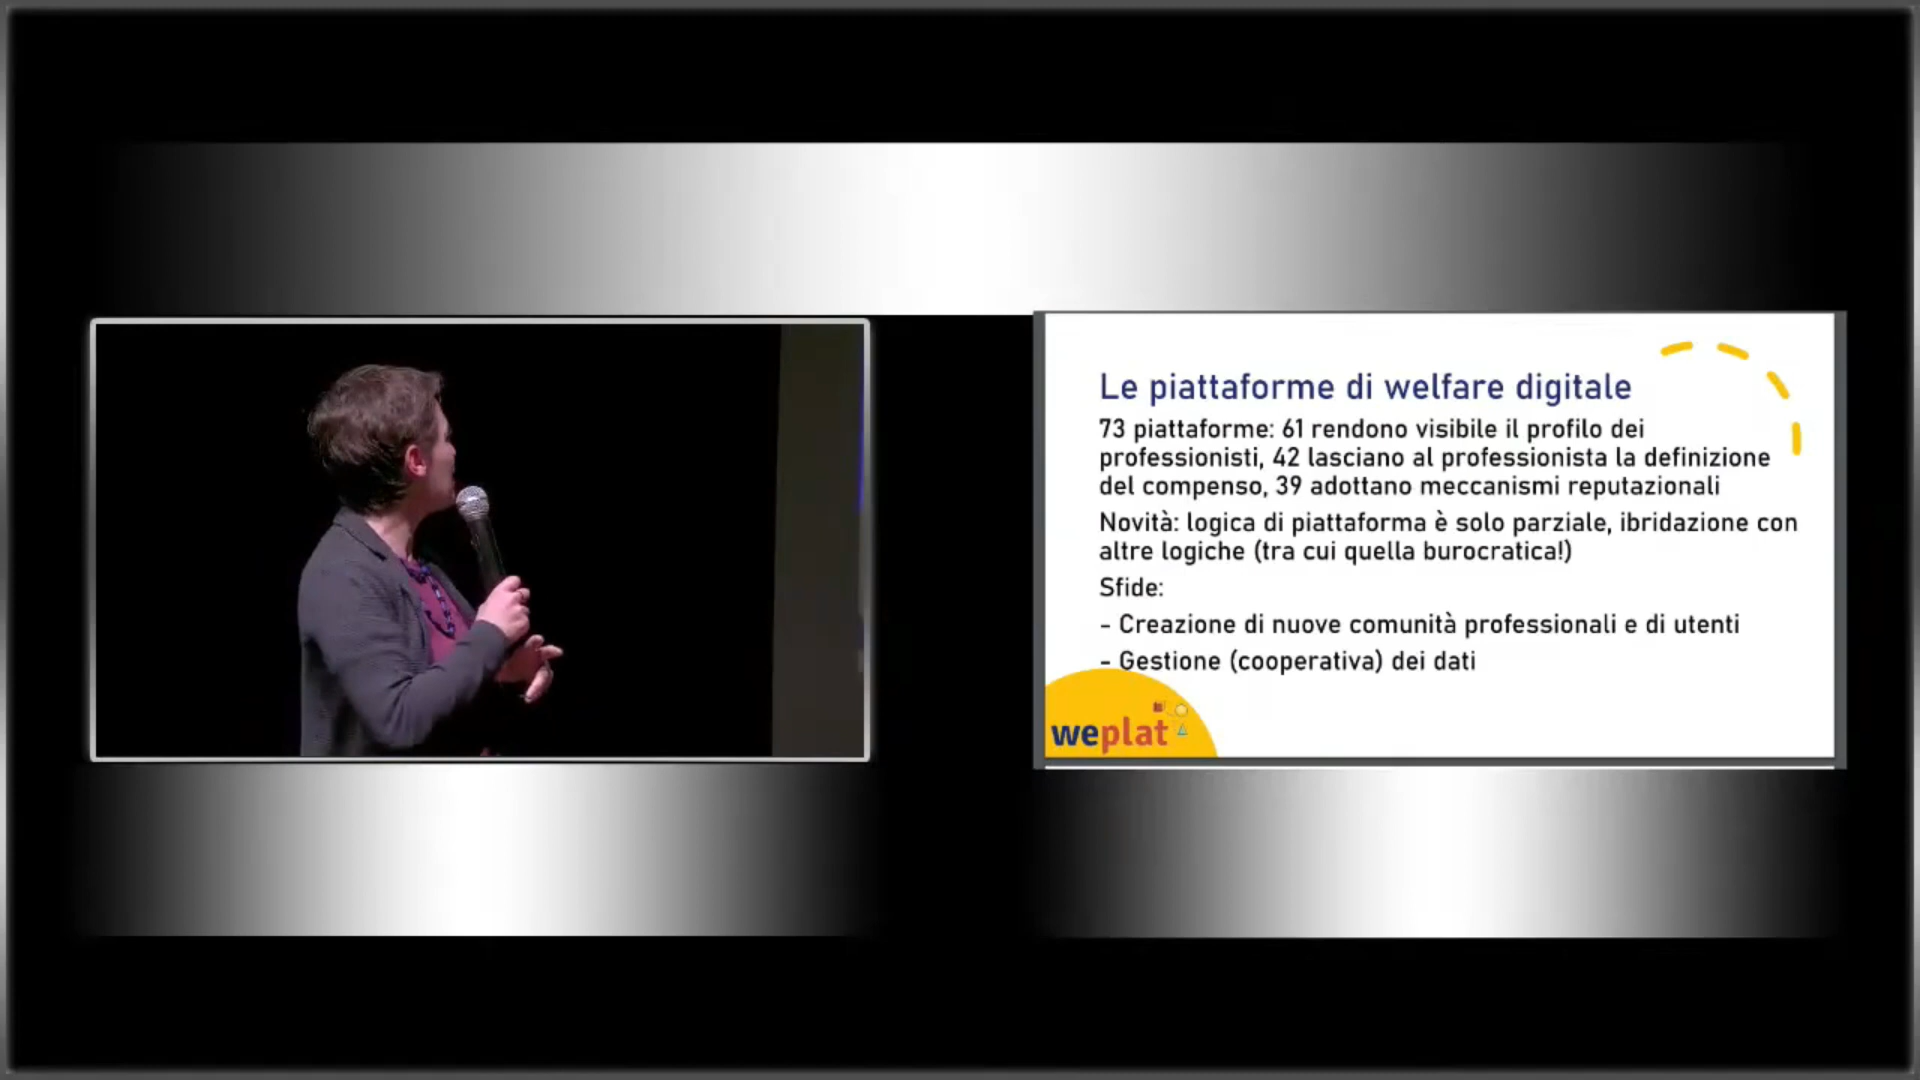 Le piattaforme di welfare digitale
73 piattaforme: 61 rendono visibile il profilo dei
professionisti, 42 lasciano al professionista la definizione
del compenso, 39 adottano meccanismi reputazionali
Novità: logica di piattaforma è solo parziale, ibridazione con
altre logiche (tra cui quella burocratica!)
Sfide:
- Creazione di nuove comunità professionali e di utenti
- Gestione (cooperativa) dei dati
weplat